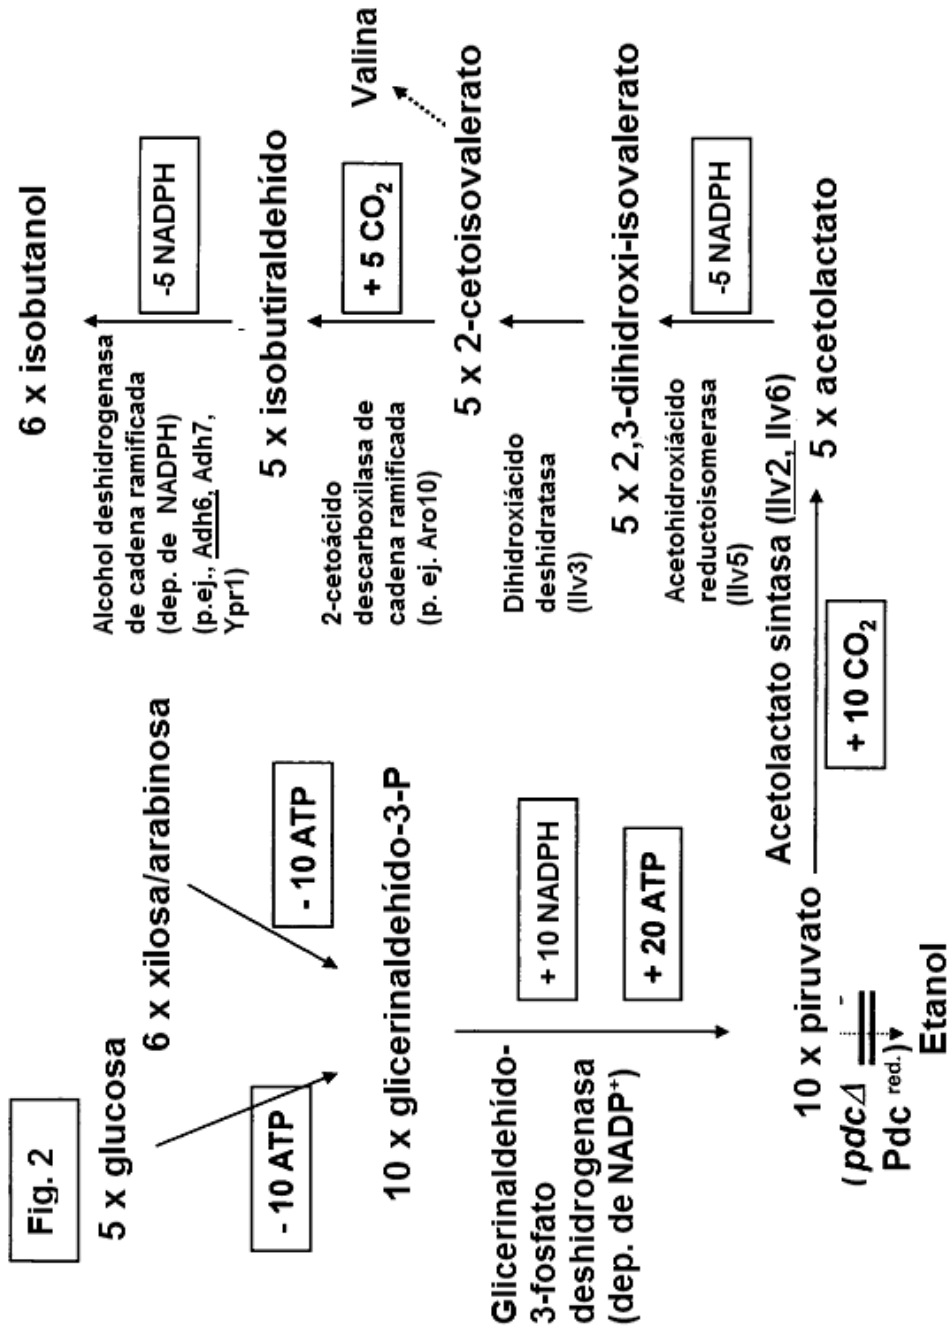 Fig. 2
5 x glucosa
6 x xilosa/arabinosa
- 10 ATP
- 10 ATP
10 x glicerinaldehído-3-P
Glicerinaldehído-
3-fosfato
deshidrogenasa
(dep. de NADP⁺)
+ 10 NADPH
+ 20 ATP
10 x piruvato
(pdcΔ
Pdc red.)
Etanol
Acetolactato sintasa (Ilv2, Ilv6)
+ 10 CO₂
5 x acetolactato
Acetohidroxiácido
reductoisomerasa
(Ilv5)
-5 NADPH
5 x 2,3-dihidroxi-isovalerato
Dihidroxiácido
deshidratasa
(Ilv3)
5 x 2-cetoisovalerato
Valina
2-cetoácido
descarboxilasa de
cadena ramificada
(p. ej. Aro10)
+ 5 CO₂
5 x isobutiraldehído
Alcohol deshidrogenasa
de cadena ramificada
(dep. de NADPH)
(p.ej., Adh6, Adh7,
Ypr1)
-5 NADPH
6 x isobutanol